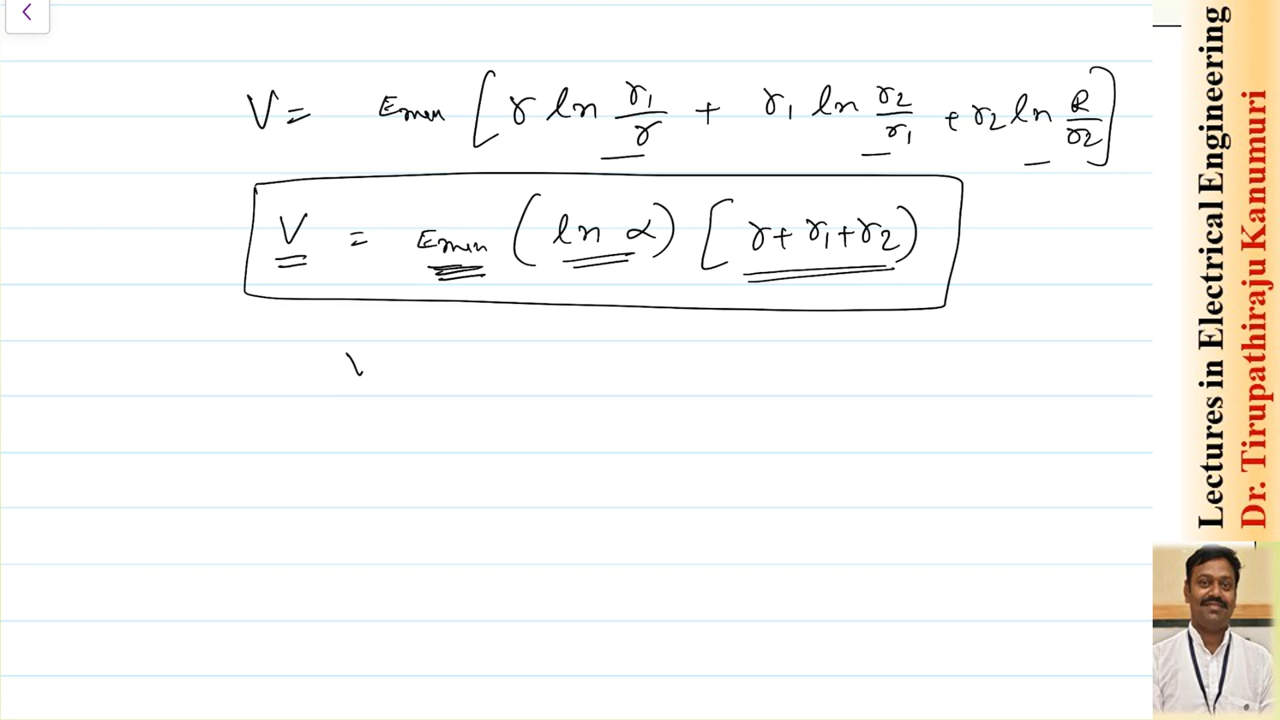 V = Emin [ r ln r1/r + r1 ln r2/r1 + r2 ln R/r2 ]
V = Emin (ln α) [ r + r1 + r2 )
\
Lectures in Electrical Engineering
Dr. Tirupathiraju Kanumuri